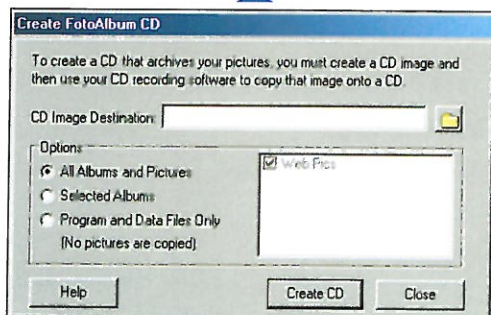 Create FotoAlbum CD
To create a CD that archives your pictures, you must create a CD image and
then use your CD recording software to copy that image onto a CD.
CD Image Destination:
Options
All Albums and Pictures
Selected Albums
Program and Data Files Only
(No pictures are copied)
Web Pics
Help
Create CD
Close